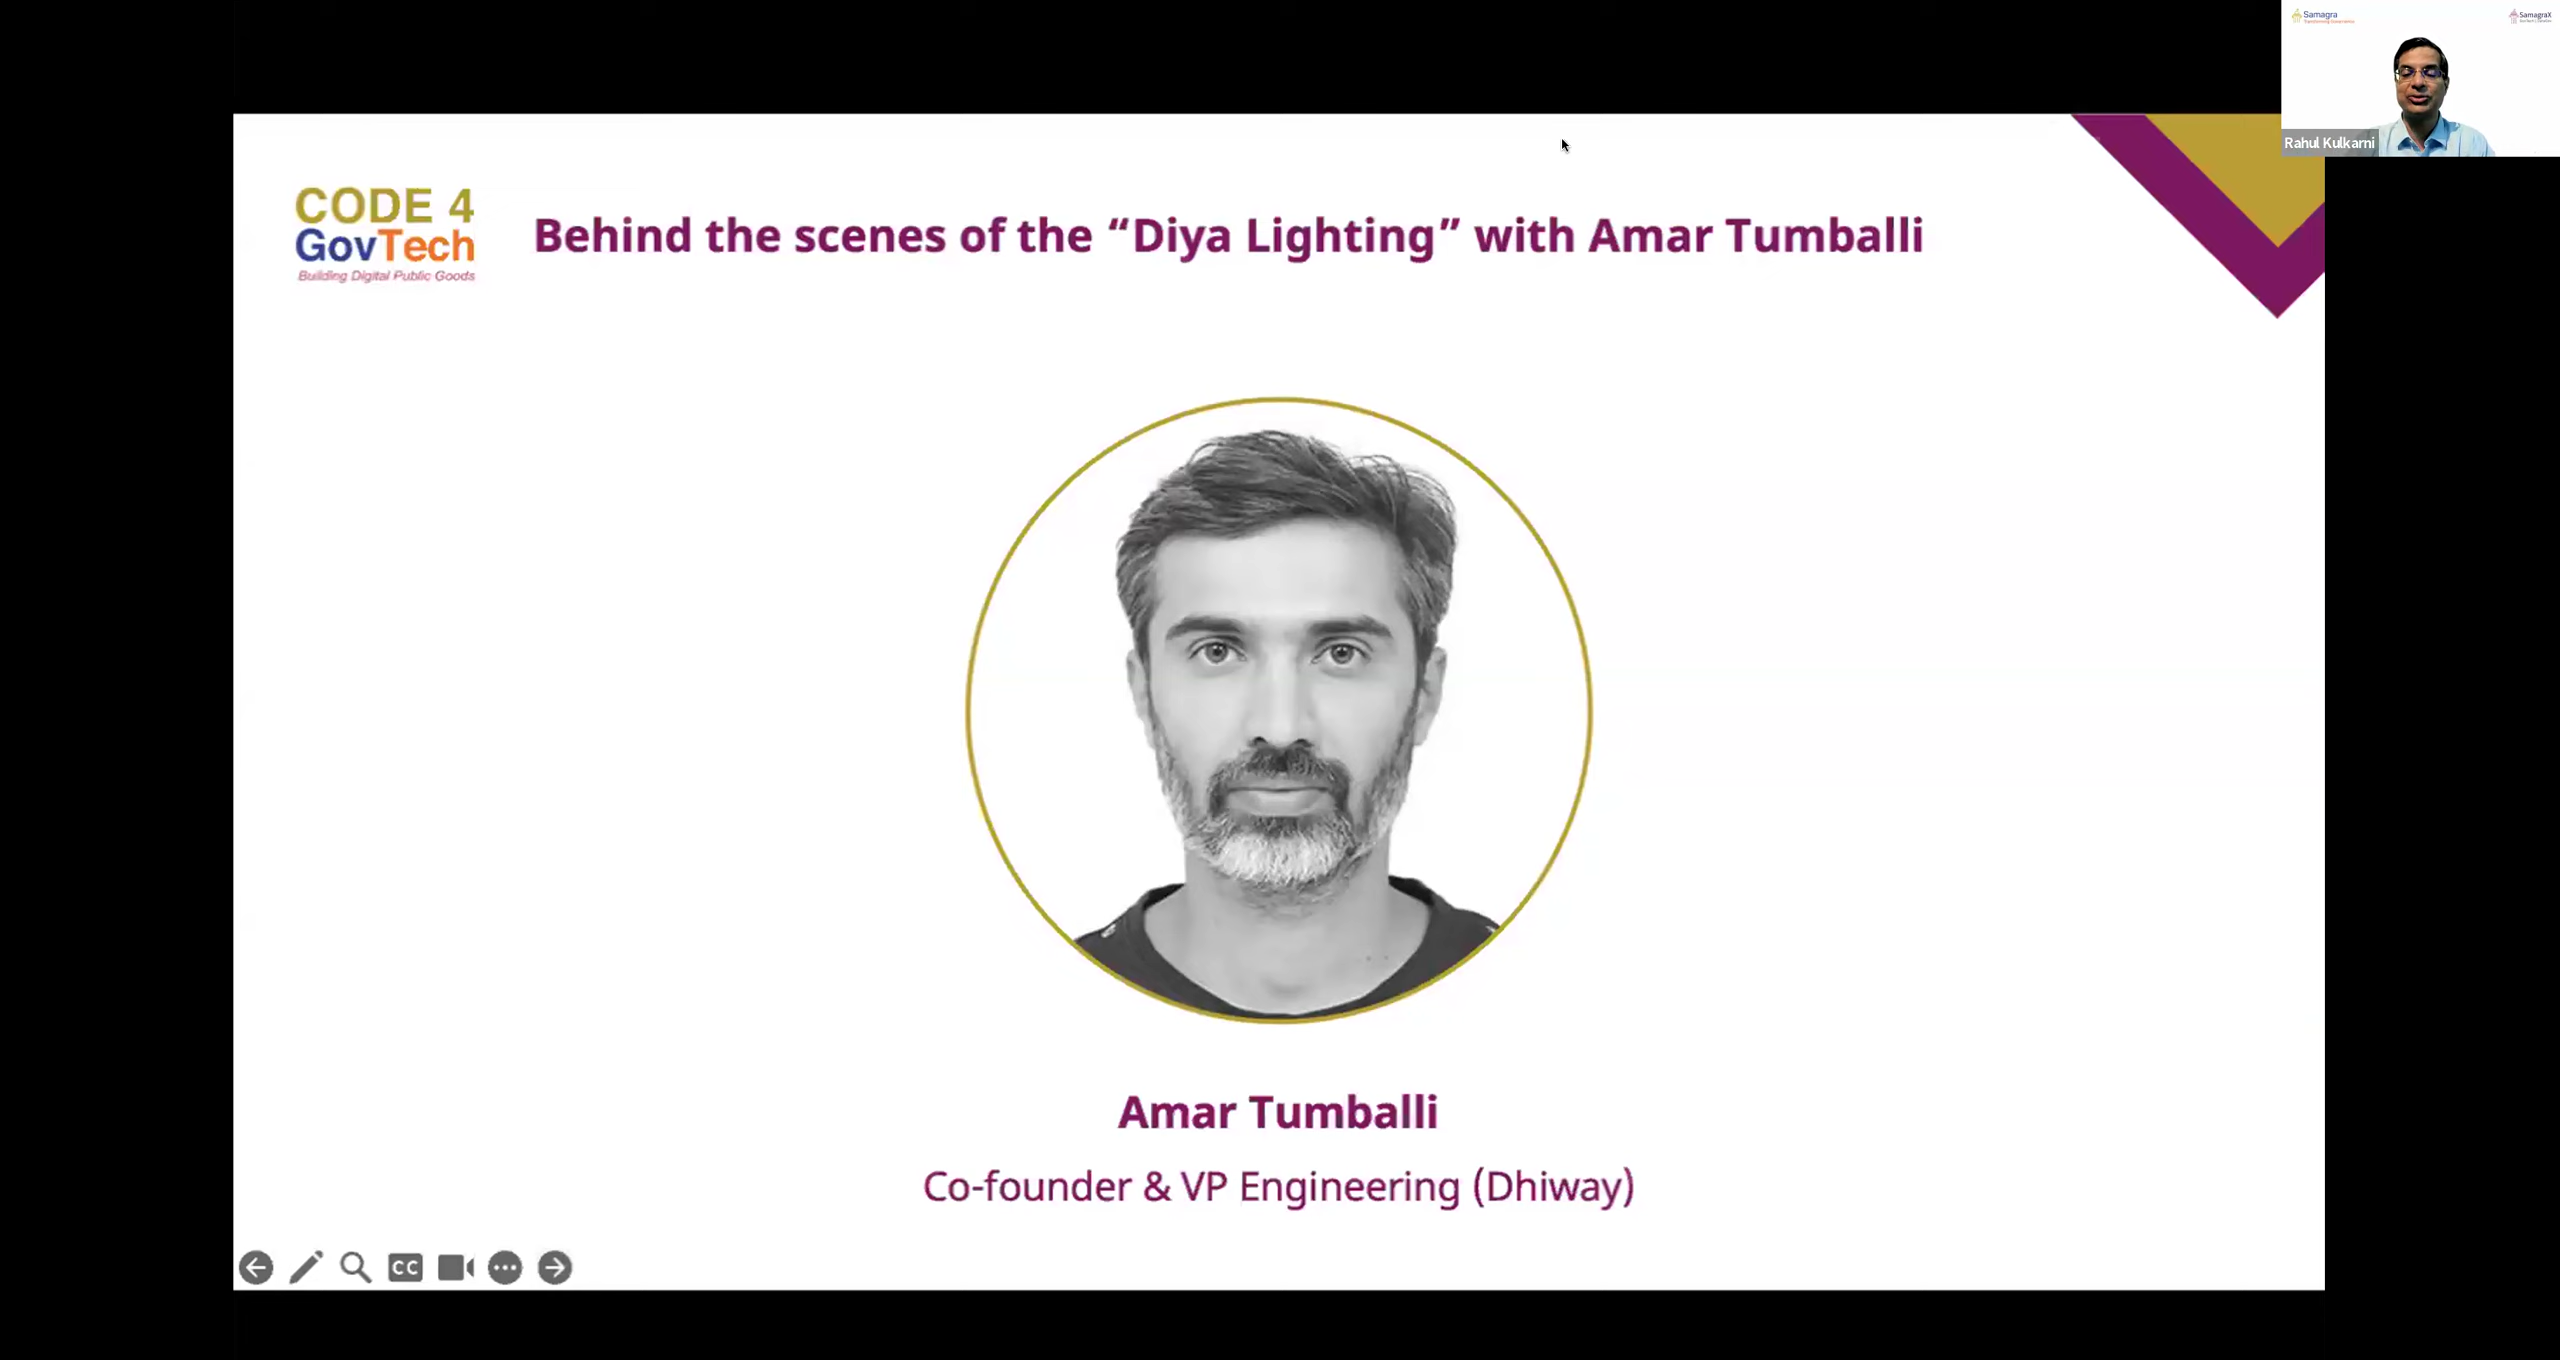 Samagra
SamagraX
Rahul Kulkarni
CODE 4
GovTech
Building Digital Public Goods
Behind the scenes of the “Diya Lighting” with Amar Tumballi
Amar Tumballi
Co-founder & VP Engineering (Dhiway)
CC